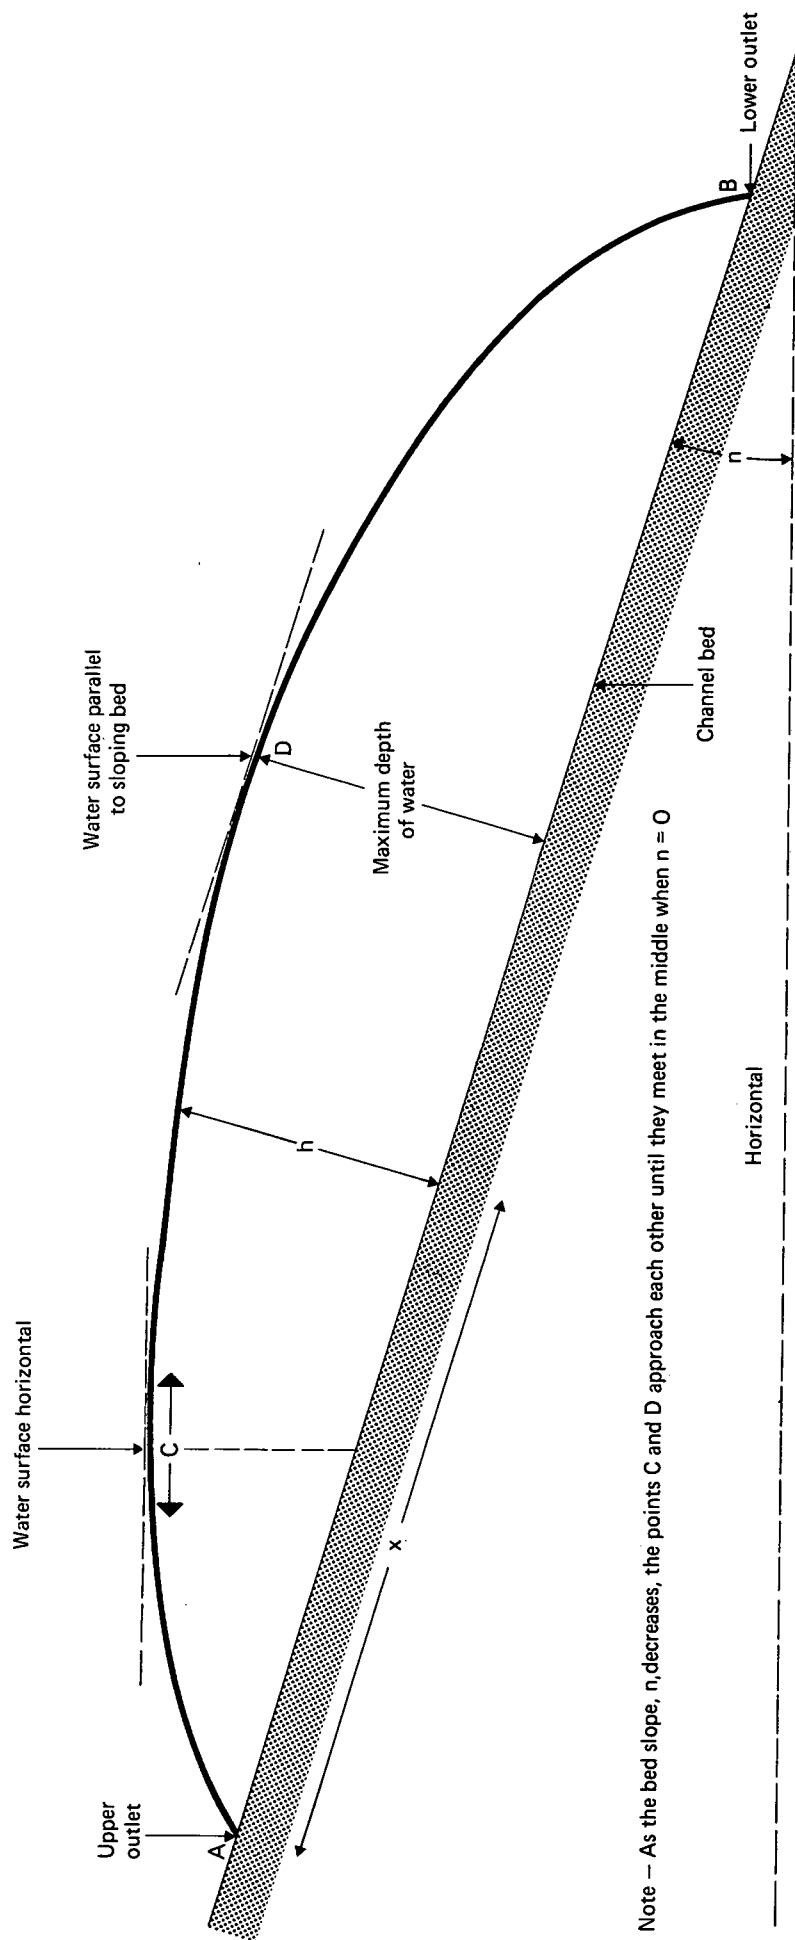 Water surface horizontal
Water surface parallel
to sloping bed
Upper
outlet
A
C
D
h
Maximum depth
of water
x
B
Lower outlet
n
Channel bed
Note – As the bed slope, n,decreases, the points C and D approach each other until they meet in the middle when n = O
Horizontal